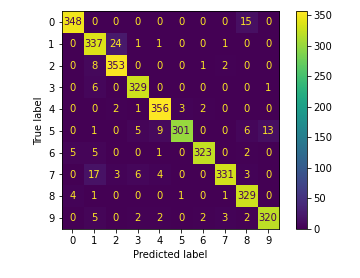 0 348 0 0 0 0 0 0 0 15 0
1 0 337 24 1 1 0 0 1 0 0
2 0 8 353 0 0 0 1 2 0 0
3 0 6 0 329 0 0 0 0 0 1
4 0 0 2 1 356 3 2 0 0 0
5 0 1 0 5 9 301 0 0 6 13
6 5 5 0 0 1 0 323 0 2 0
7 0 17 3 6 4 0 0 331 3 0
8 4 1 0 0 0 1 0 1 329 0
9 0 5 0 2 2 0 2 3 2 320
0 1 2 3 4 5 6 7 8 9
Predicted label
True label
350
300
250
200
150
100
50
0